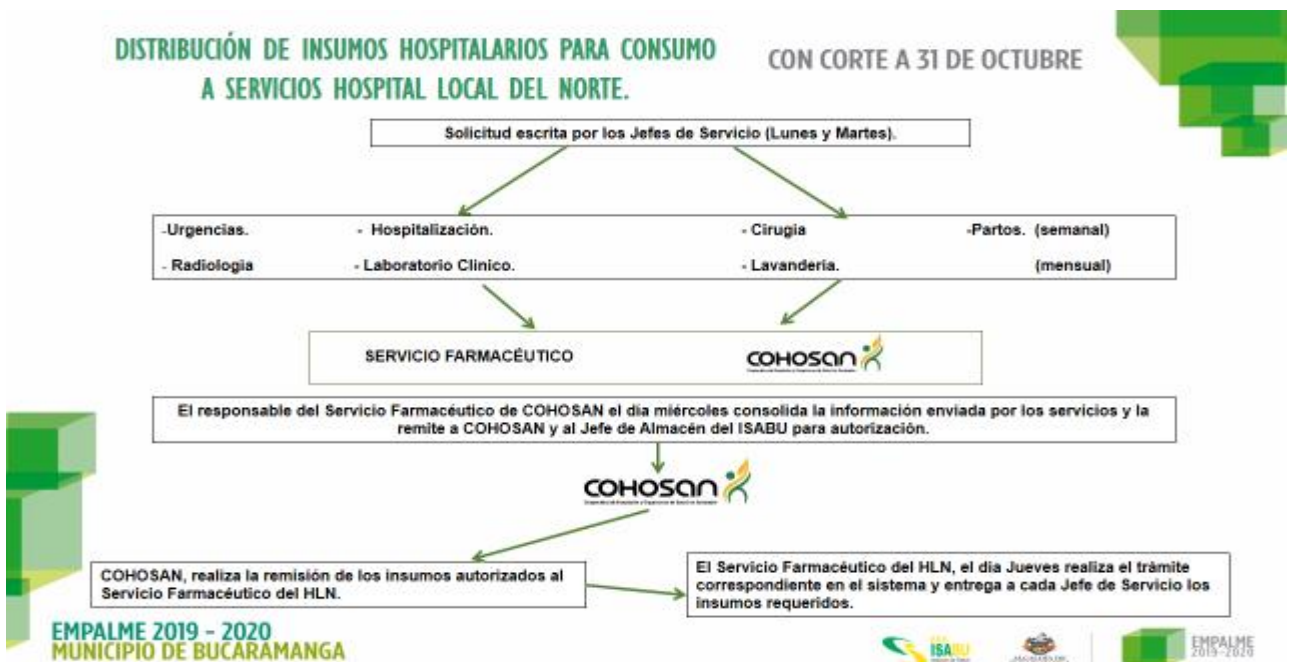 DISTRIBUCIÓN DE INSUMOS HOSPITALARIOS PARA CONSUMO
A SERVICIOS HOSPITAL LOCAL DEL NORTE.
CON CORTE A 31 DE OCTUBRE
Solicitud escrita por los Jefes de Servicio (Lunes y Martes).
-Urgencias. - Hospitalización. - Cirugia -Partos. (semanal)
- Radiologia - Laboratorio Clinico. - Lavanderia. (mensual)
SERVICIO FARMACÉUTICO COHOSAN
El responsable del Servicio Farmacéutico de COHOSAN el día miércoles consolida la información enviada por los servicios y la
remite a COHOSAN y al Jefe de Almacén del ISABU para autorización.
COHOSAN
COHOSAN, realiza la remisión de los insumos autorizados al
Servicio Farmacéutico del HLN.
El Servicio Farmacéutico del HLN, el día Jueves realiza el trámite
correspondiente en el sistema y entrega a cada Jefe de Servicio los
insumos requeridos.
EMPALME 2019 - 2020
MUNICIPIO DE BUCARAMANGA
ISABU
EMPALME
2019-2020